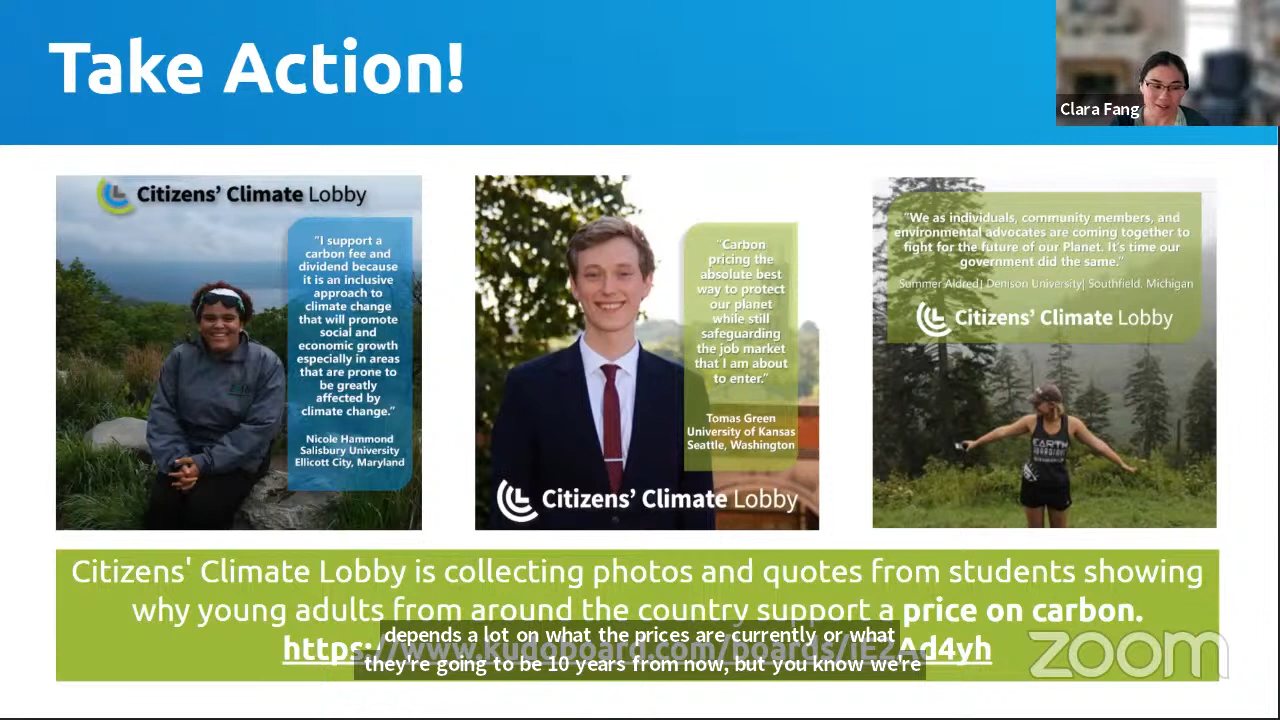 Take Action!
Clara Fang
Citizens' Climate Lobby
"I support a
carbon fee and
dividend because
it is an inclusive
approach to
climate change
that will promote
social and
economic growth
especially in areas
that are prone to
be greatly
affected by
climate change."
Nicole Hammond
Salisbury University
Ellicott City, Maryland
"Carbon
pricing the
absolute best
way to protect
our planet
while still
safeguarding
the job market
that I am about
to enter."
Tomas Green
University of Kansas
Seattle, Washington
Citizens' Climate Lobby
"We as individuals, community members, and
environmental advocates are coming together to
fight for the future of our Planet. It's time our
government did the same."
Summer Aldred| Denison University| Southfield, Michigan
Citizens' Climate Lobby
EARTH
Citizens' Climate Lobby is collecting photos and quotes from students showing
why young adults from around the country support a price on carbon.
depends a lot on what the prices are currently or what
they're going to be 10 years from now, but you know we're
zoom